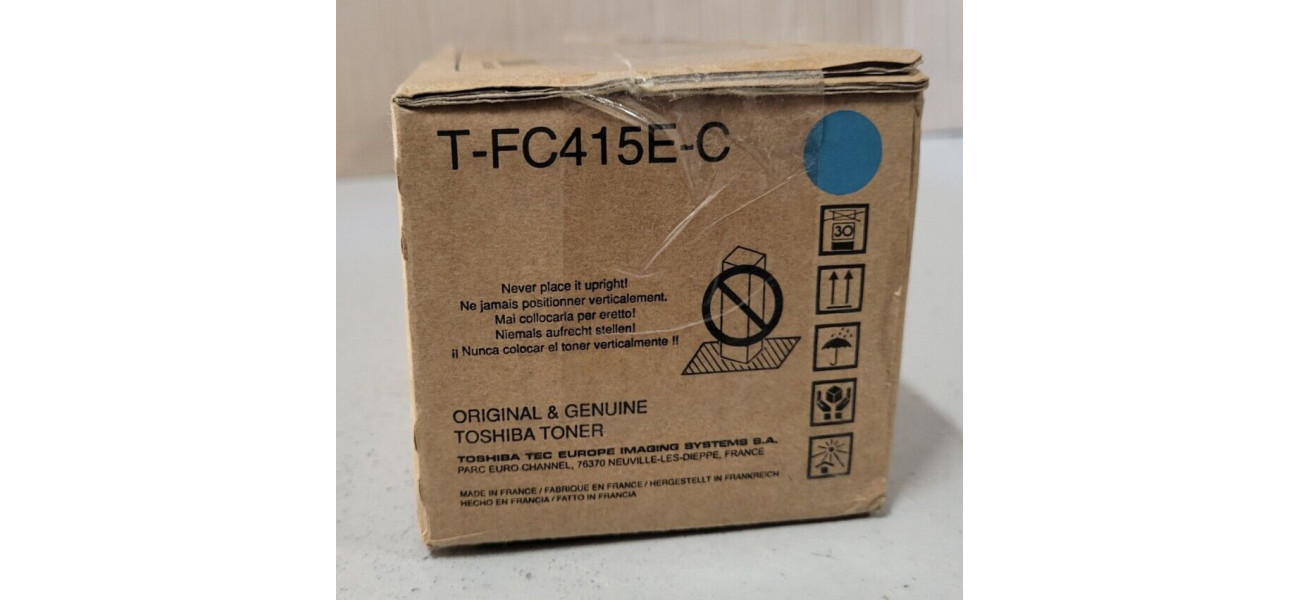 T-FC415E-C
30
Never place it upright!
Ne jamais positionner verticalement.
Mai collocarla per eretto!
Niemals aufrecht stellen!
¡¡ Nunca colocar el toner verticalmente !!
ORIGINAL & GENUINE
TOSHIBA TONER
TOSHIBA TEC EUROPE IMAGING SYSTEMS S.A.
PARC EURO CHANNEL, 76370 NEUVILLE-LES-DIEPPE, FRANCE
MADE IN FRANCE / FABRIQUE EN FRANCE / HERGESTELLT IN FRANKREICH
HECHO EN FRANCIA / FATTO IN FRANCIA